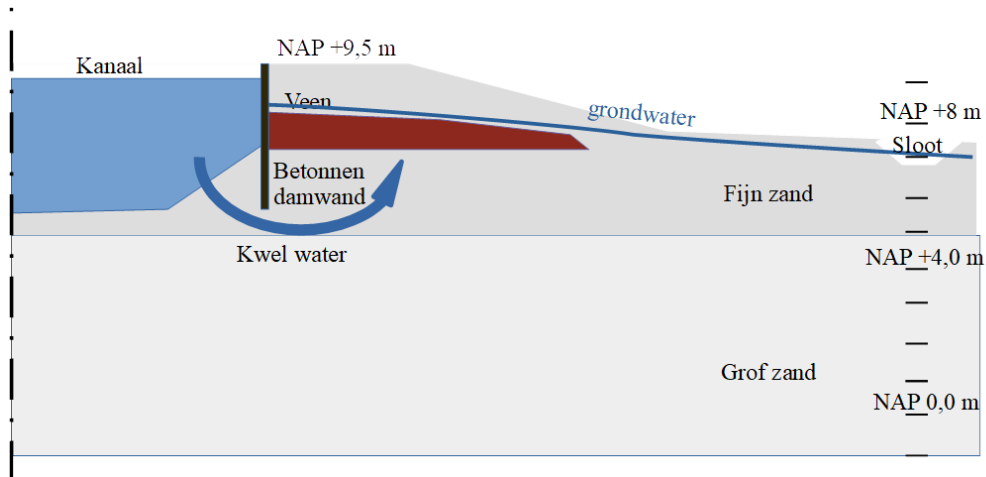 NAP +9,5 m
Kanaal
Veen
grondwater
NAP +8 m
Sloot
Betonnen
damwand
Fijn zand
Kwel water
NAP +4,0 m
Grof zand
NAP 0,0 m